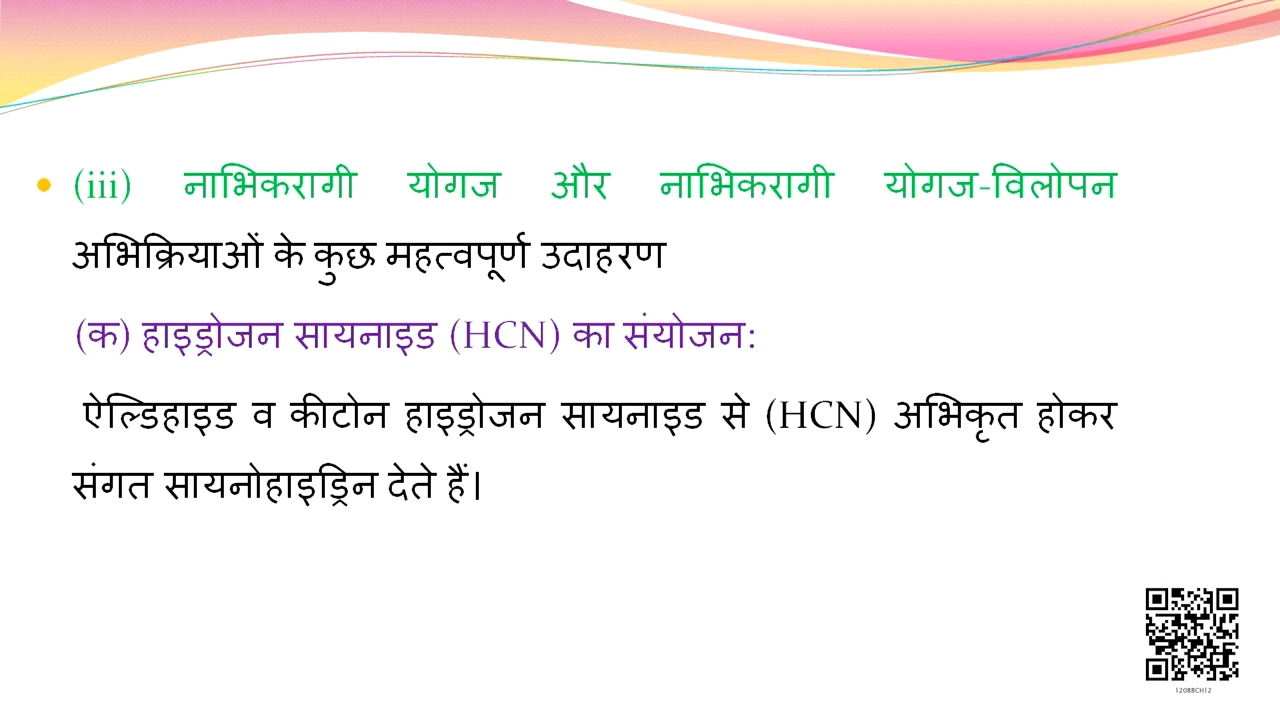 (iii) नाभिकरागी योगज और नाभिकरागी योगज-विलोपन
अभिक्रियाओं के कुछ महत्वपूर्ण उदाहरण
(क) हाइड्रोजन सायनाइड (HCN) का संयोजन:
ऐल्डिहाइड व कीटोन हाइड्रोजन सायनाइड से (HCN) अभिकृत होकर
संगत सायनोहाइड्रिन देते हैं।
12088CH12